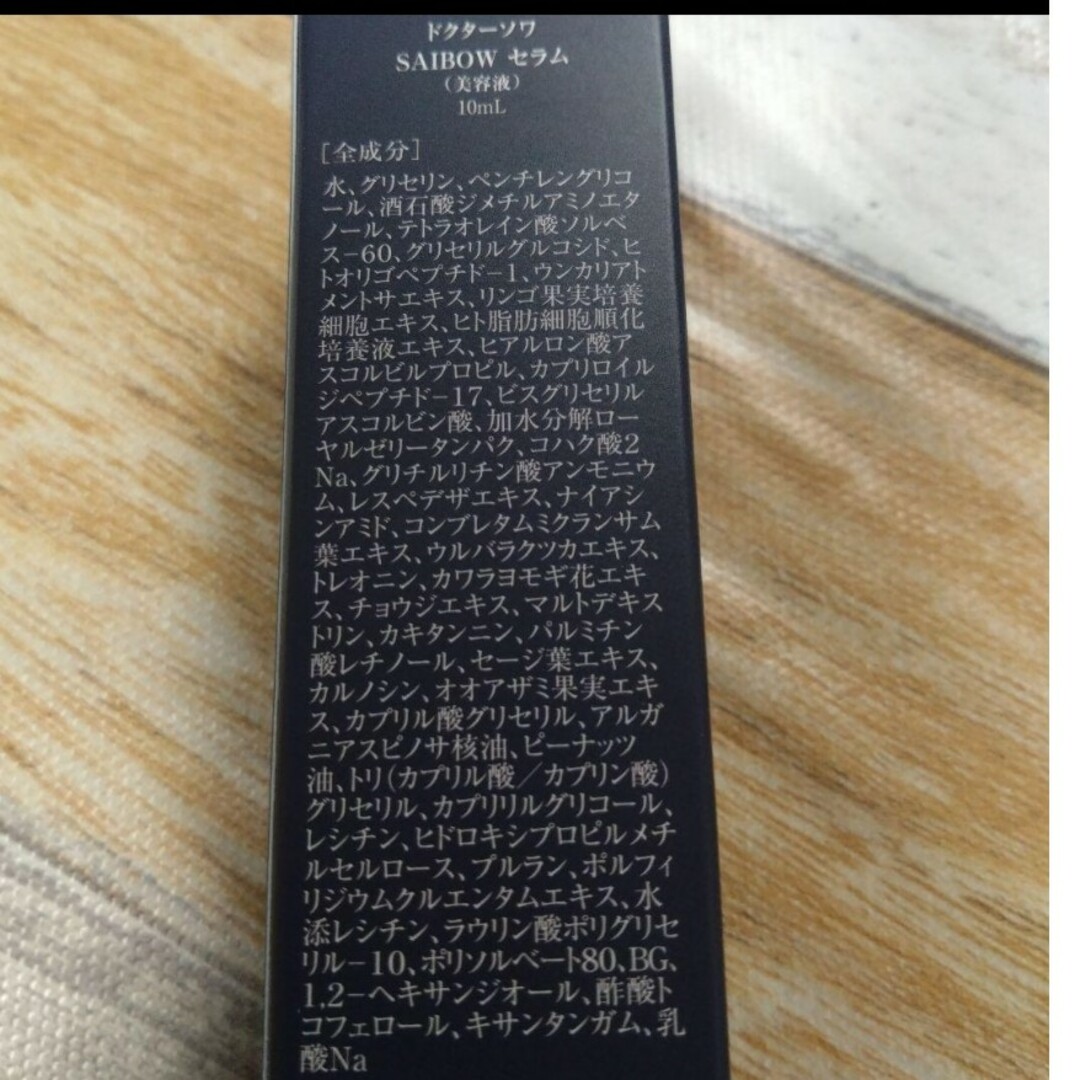 ドクターソワ
SAIBOW セラム
(美容液)
10mL
[全成分]
水、グリセリン、ペンチレングリコ
ール、酒石酸ジメチルアミノエタ
ノール、テトラオレイン酸ソルベ
ス-60、グリセリルグルコシド、ヒ
トオリゴペプチド-1、ウンカリアト
メントサエキス、リンゴ果実培養
細胞エキス、ヒト脂肪細胞順化
培養液エキス、ヒアルロン酸ア
スコルビルプロピル、カプリロイル
ジペプチド-17、ビスグリセリル
アスコルビン酸、加水分解ロー
ヤルゼリータンパク、コハク酸2
Na、グリチルリチン酸アンモニウ
ム、レスペデザエキス、ナイアシ
ンアミド、コンブレタムミクランサム
葉エキス、ウルバラクツカエキス、
トレオニン、カワラヨモギ花エキ
ス、チョウジエキス、マルトデキス
トリン、カキタンニン、パルミチン
酸レチノール、セージ葉エキス、
カルノシン、オオアザミ果実エキ
ス、カプリル酸グリセリル、アルガ
ニアスピノサ核油、ピーナッツ
油、トリ(カプリル酸/カプリン酸)
グリセリル、カプリリルグリコール、
レシチン、ヒドロキシプロピルメチ
ルセルロース、プルラン、ポルフィ
リジウムクルエンタムエキス、水
添レシチン、ラウリン酸ポリグリセ
リル-10、ポリソルベート80、BG、
1,2-ヘキサンジオール、酢酸ト
コフェロール、キサンタンガム、乳
酸Na